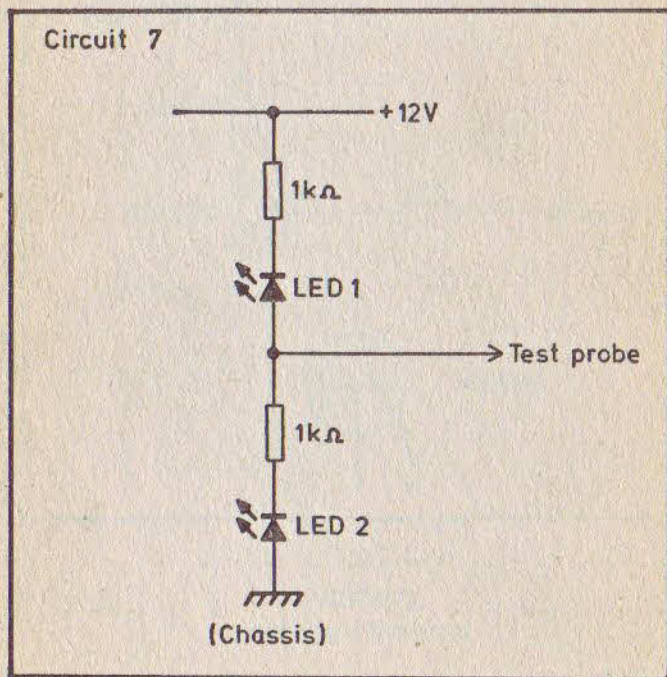 Circuit 7
+12V
1kΩ
LED 1
Test probe
1kΩ
LED 2
(Chassis)